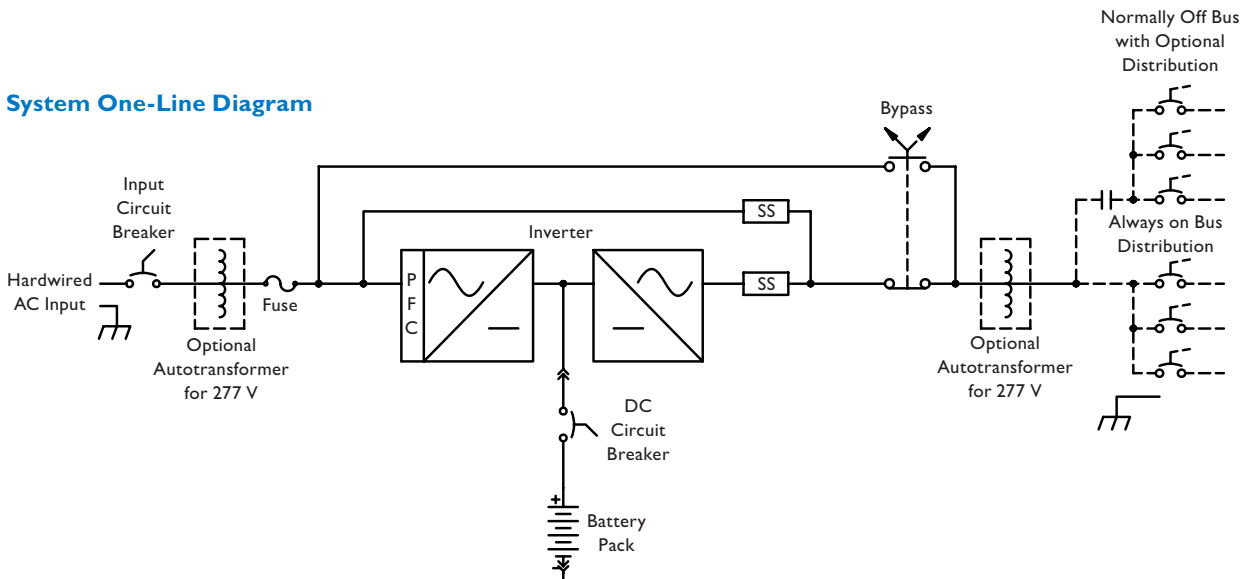 System One-Line Diagram
Normally Off Bus
with Optional
Distribution
Bypass
Input
Circuit
Breaker
SS
Inverter
Always on Bus
Distribution
Hardwired
AC Input
Fuse
P
F
C
SS
Optional
Autotransformer
for 277 V
Optional
Autotransformer
for 277 V
DC
Circuit
Breaker
+
Battery
Pack